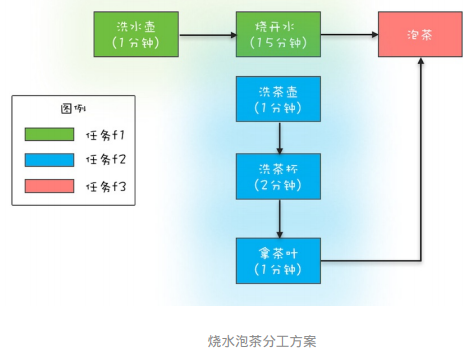 洗水壶
(1分钟)
烧开水
(15分钟)
泡茶
洗茶壶
(1分钟)
图例
任务f1
任务f2
任务f3
洗茶杯
(2分钟)
拿茶叶
(1分钟)
烧水泡茶分工方案